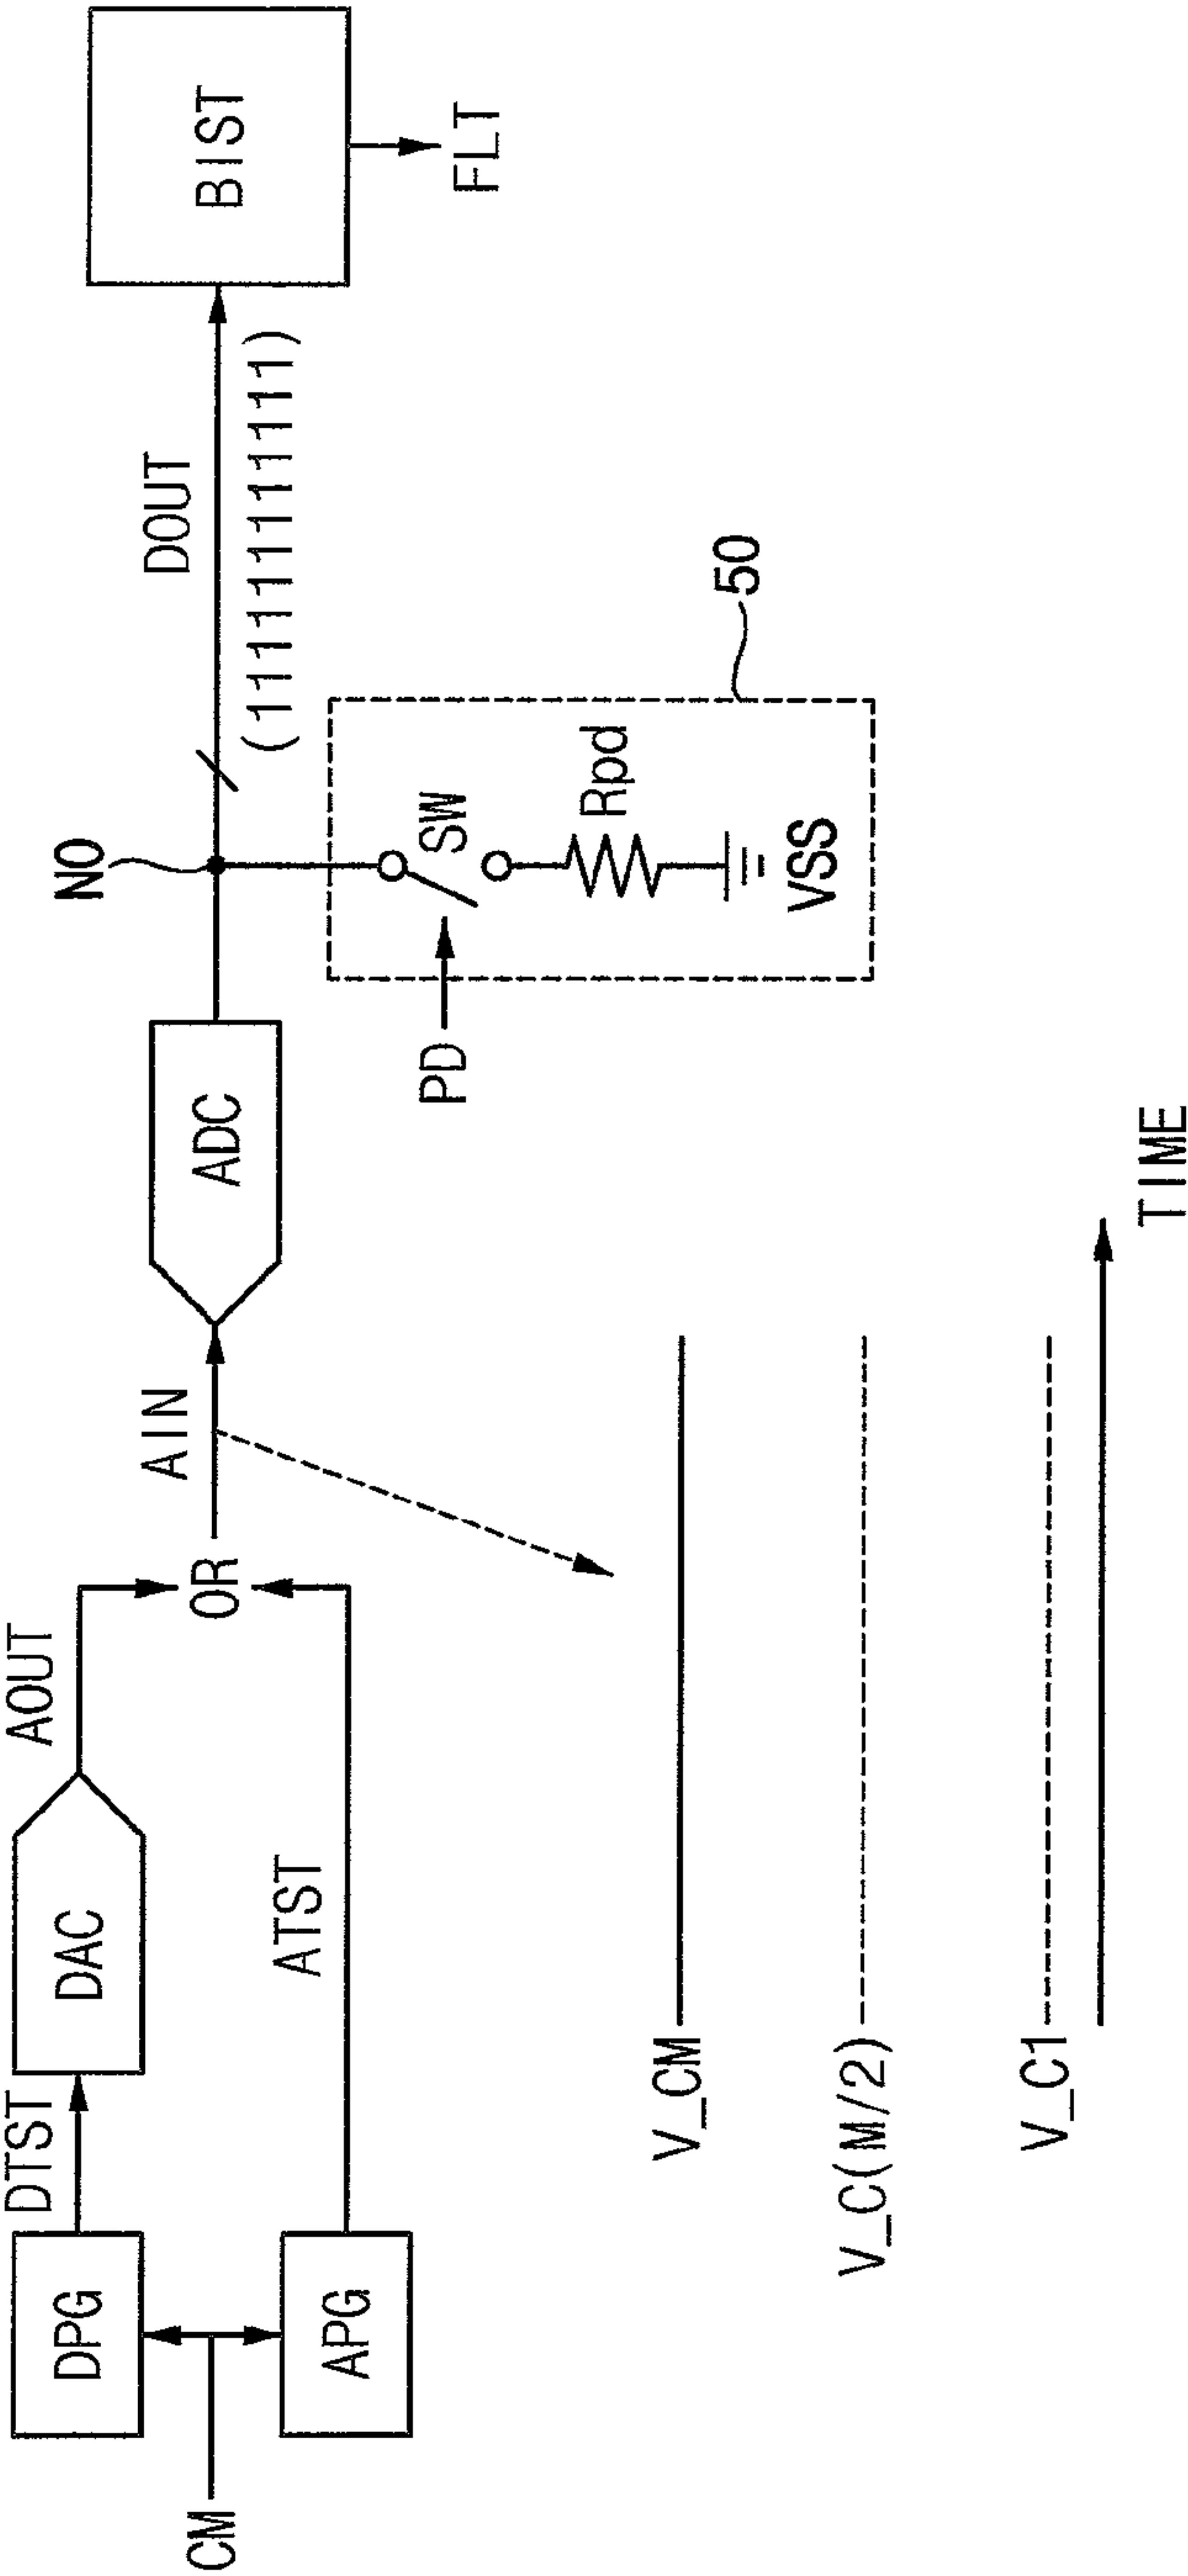 DTST
AOUT
DPG
DAC
NO
AIN
DOUT
CM
OR
ADC
BIST
(111111111111)
ATST
APG
PD
SW
FLT
Rpd
VSS
50
V_CM
V_C(M/2)
V_C1
TIME